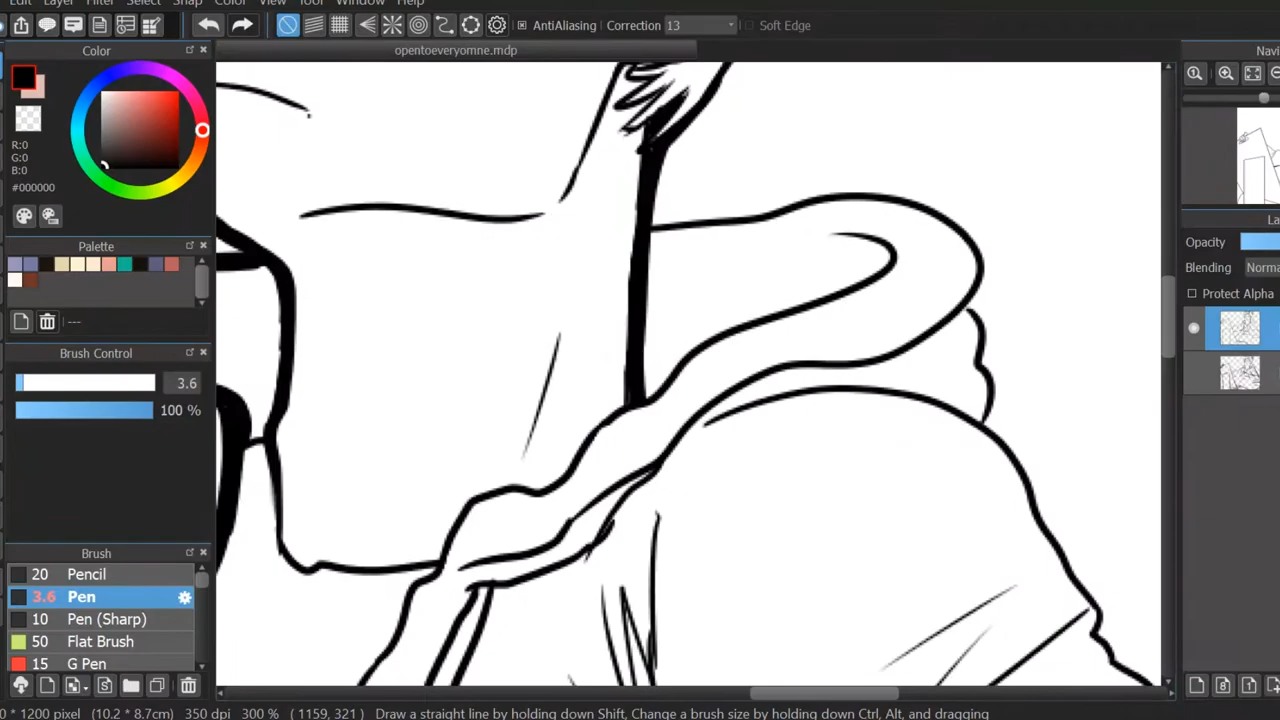 Edit Layer Filter Select Snap Color View Tool Window Help
AntiAliasing Correction 13 Soft Edge
Color
opentoeveryomne.mdp
Navi
R:0
G:0
B:0
#000000
Palette
---
La
Opacity
Blending Norma
Protect Alpha
Brush Control
3.6
100 %
Brush
20 Pencil
3.6 Pen
10 Pen (Sharp)
50 Flat Brush
15 G Pen
0 * 1200 pixel (10.2 * 8.7cm) 350 dpi 300 % ( 1159, 321 ) Draw a straight line by holding down Shift, Change a brush size by holding down Ctrl, Alt, and dragging